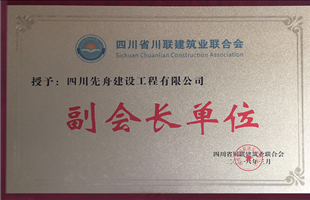 四川省川联建筑业联合会
Sichuan Chuanlian Construction Association
授予：四川先舟建设工程有限公司
副会长单位
四川省川联建筑业联合会